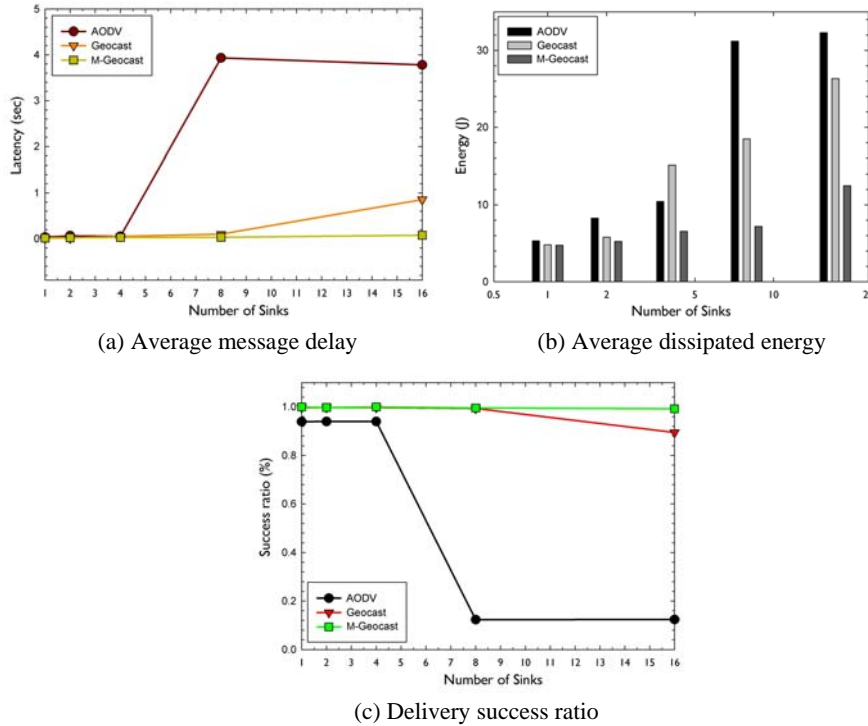 AODV
Geocast
M-Geocast
Latency (sec)
5
4
3
2
1
0
1 2 3 4 5 6 7 8 9 10 11 12 13 14 15 16
Number of Sinks
(a) Average message delay
AODV
Geocast
M-Geocast
Energy (J)
30
20
10
0
0.5 1 2 5 10 2
Number of Sinks
(b) Average dissipated energy
Success ratio (%)
1.0
0.8
0.6
0.4
0.2
0.0
AODV
Geocast
M-Geocast
1 2 3 4 5 6 7 8 9 10 11 12 13 14 15 16
Number of Sinks
(c) Delivery success ratio